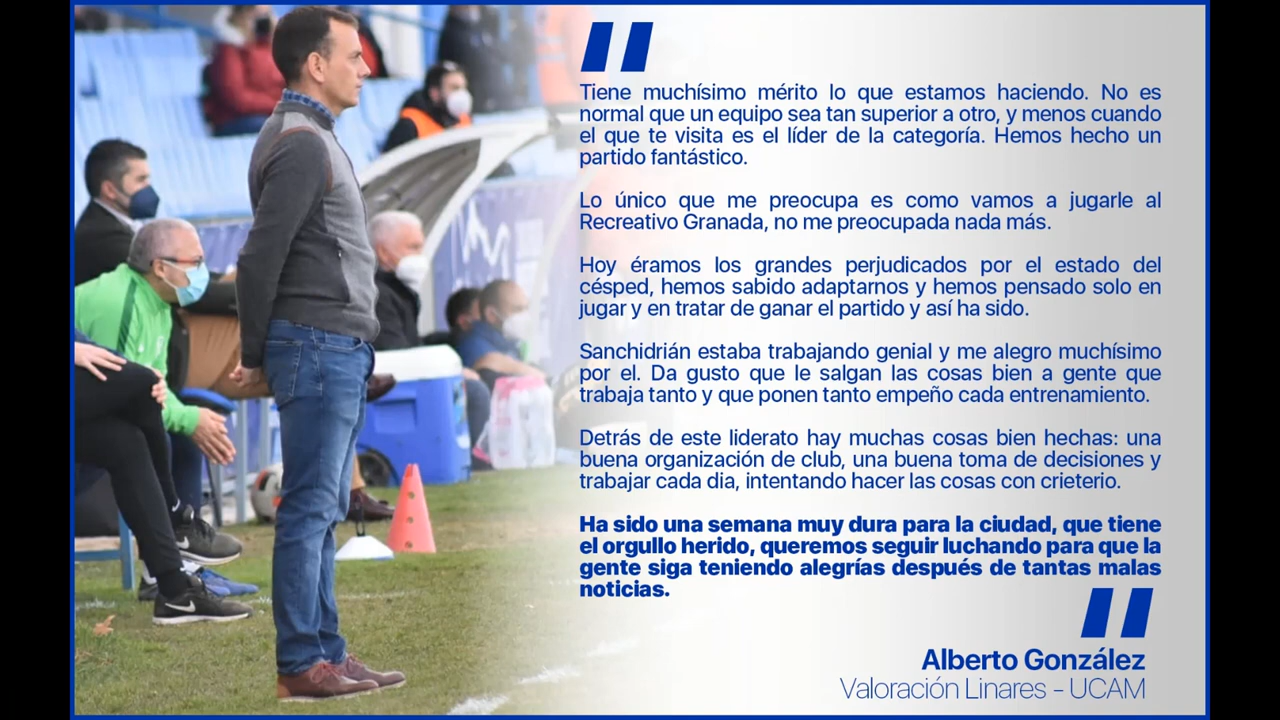 Tiene muchísimo mérito lo que estamos haciendo. No es
normal que un equipo sea tan superior a otro, y menos cuando
el que te visita es el líder de la categoría. Hemos hecho un
partido fantástico.
Lo único que me preocupa es como vamos a jugarle al
Recreativo Granada, no me preocupada nada más.
Hoy éramos los grandes perjudicados por el estado del
césped, hemos sabido adaptarnos y hemos pensado solo en
jugar y en tratar de ganar el partido y así ha sido.
Sanchidrián estaba trabajando genial y me alegro muchísimo
por el. Da gusto que le salgan las cosas bien a gente que
trabaja tanto y que ponen tanto empeño cada entrenamiento.
Detrás de este liderato hay muchas cosas bien hechas: una
buena organización de club, una buena toma de decisiones y
trabajar cada dia, intentando hacer las cosas con crieterio.
Ha sido una semana muy dura para la ciudad, que tiene
el orgullo herido, queremos seguir luchando para que la
gente siga teniendo alegrías después de tantas malas
noticias.
Alberto González
Valoración Linares - UCAM